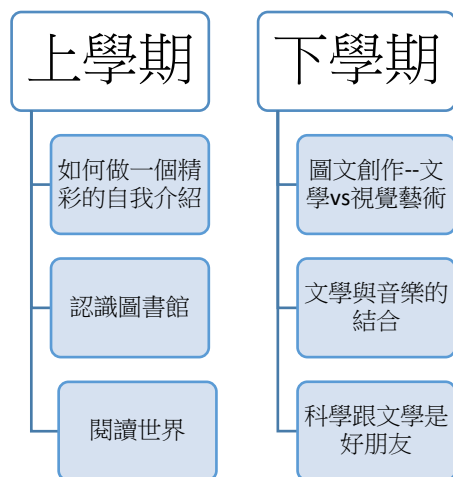 上學期
如何做一個精
彩的自我介紹
認識圖書館
閱讀世界
下學期
圖文創作--文
學vs視覺藝術
文學與音樂的
結合
科學跟文學是
好朋友